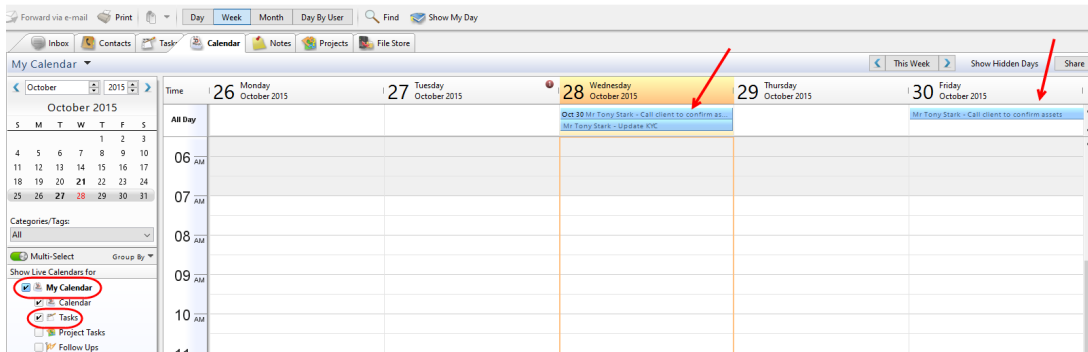 Forward via e-mail Print Day Week Month Day By User Find Show My Day
Inbox Contacts Task Calendar Notes Projects File Store
My Calendar This Week Show Hidden Days Share
October 2015
October 2015
S M T W T F S
1 2 3
4 5 6 7 8 9 10
11 12 13 14 15 16 17
18 19 20 21 22 23 24
25 26 27 28 29 30 31
Categories/Tags:
All
Multi-Select Group By
Show Live Calendars for
My Calendar
Calendar
Tasks
Project Tasks
Follow Ups
Time 26 Monday October 2015 27 Tuesday October 2015 28 Wednesday October 2015 29 Thursday October 2015 30 Friday October 2015
All Day Oct 30 Mr Tony Stark - Call client to confirm as... Mr Tony Stark - Call client to confirm assets
Mr Tony Stark - Update KYC
06 AM
07 AM
08 AM
09 AM
10 AM